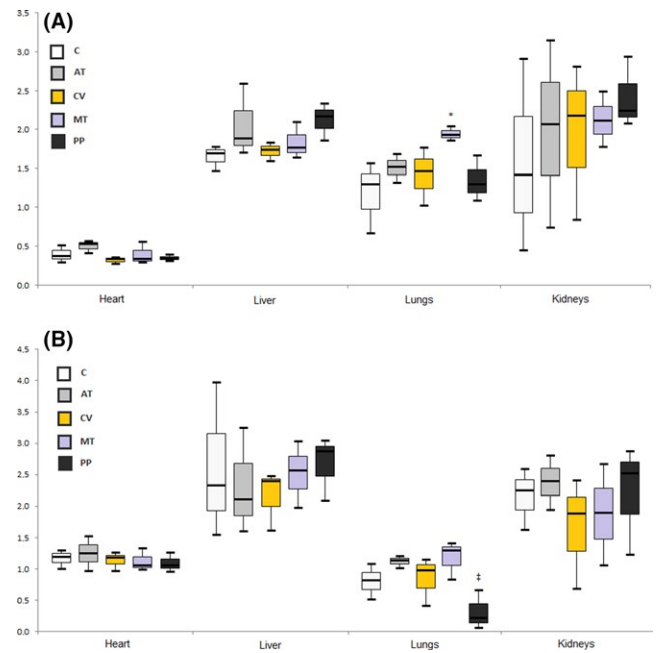 (A)
3.5
3.0
2.5
2.0
1.5
1.0
0.5
0.0
C
AT
CV
MT
PP
*
Heart Liver Lungs Kidneys
(B)
4.5
4.0
3.5
3.0
2.5
2.0
1.5
1.0
0.5
0.0
C
AT
CV
MT
PP
‡
Heart Liver Lungs Kidneys